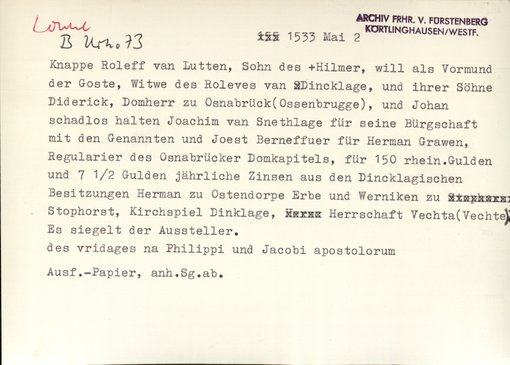 ARCHIV FRHR. V. FÜRSTENBERG
KÖRTLINGHAUSEN/WESTF.
B Urk. 73
1533 Mai 2
Knappe Roleff van Lutten, Sohn des +Hilmer, will als Vormund
der Goste, Witwe des Roleves van Dincklage, und ihrer Söhne
Diderick, Domherr zu Osnabrück(Ossenbrugge), und Johan
schadlos halten Joachim van Snethlage für seine Bürgschaft
mit den Genannten und Joest Berneffuer für Herman Grawen,
Regularier des Osnabrücker Domkapitels, für 150 rhein.Gulden
und 7 1/2 Gulden jährliche Zinsen aus den Dincklagischen
Besitzungen Herman zu Ostendorpe Erbe und Werniken zu
Stophorst, Kirchspiel Dinklage, Herrschaft Vechta(Vechte)
Es siegelt der Aussteller.
des vridages na Philippi und Jacobi apostolorum
Ausf.-Papier, anh.Sg.ab.